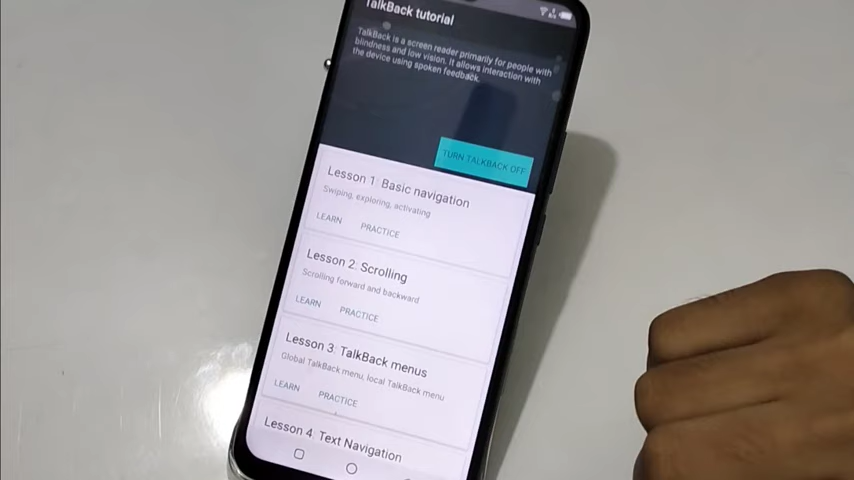 TalkBack tutorial
TalkBack is a screen reader primarily for people with
blindness and low vision. It allows interaction with
the device using spoken feedback.
TURN TALKBACK OFF
Lesson 1: Basic navigation
Swiping, exploring, activating
LEARN PRACTICE
Lesson 2: Scrolling
Scrolling forward and backward
LEARN PRACTICE
Lesson 3: TalkBack menus
Global TalkBack menu, local TalkBack menu
LEARN PRACTICE
Lesson 4: Text Navigation